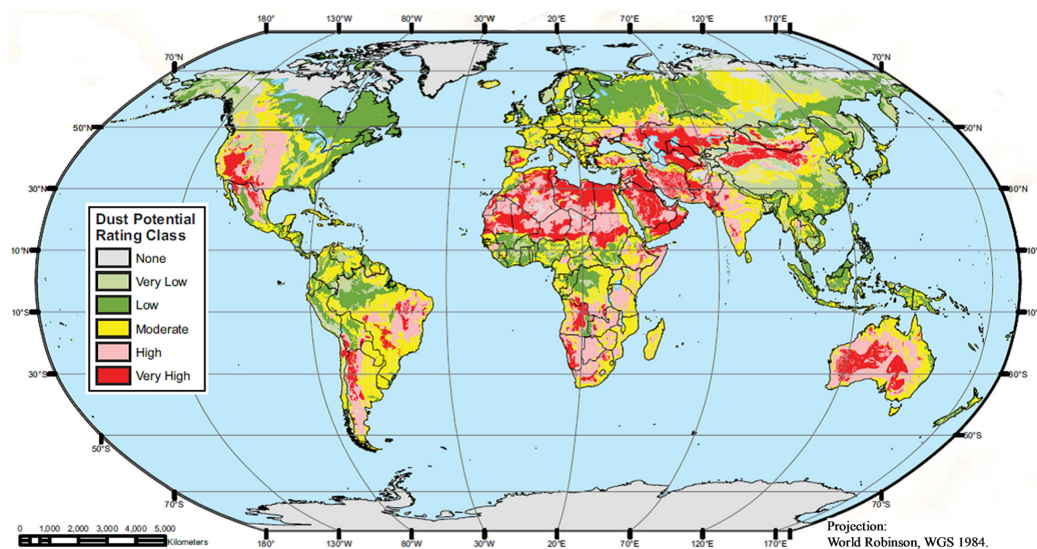 180° 130°W 80°W 30°W 20°E 70°E 120°E 170°E
70°N 70°N
50°N 50°N
30°N 30°N
Dust Potential
Rating Class
None
Very Low
Low
Moderate
High
Very High
10°N 10°N
10°S 10°S
30°S 30°S
50°S 50°S
70°S 70°S
0 1,000 2,000 3,000 4,000 5,000
Kilometers
180° 130°W 80°W 30°W 20°E 70°E 120°E 170°E
Projection:
World Robinson, WGS 1984.